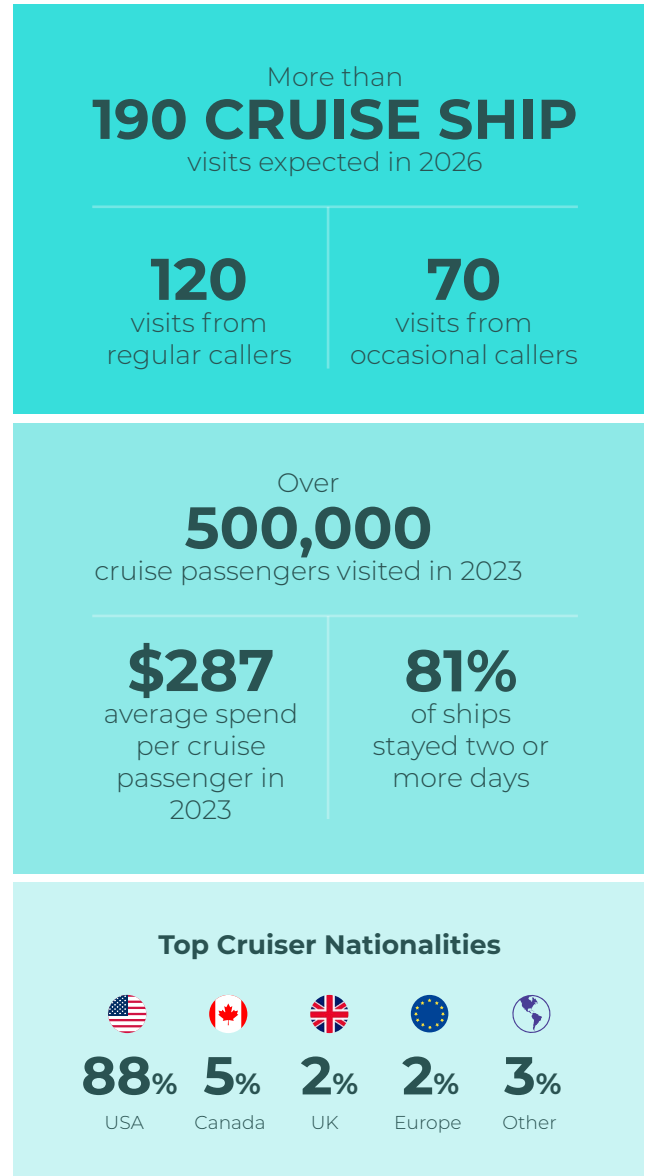 More than
190 CRUISE SHIP
visits expected in 2026
120
visits from
regular callers
70
visits from
occasional callers
Over
500,000
cruise passengers visited in 2023
$287
average spend
per cruise
passenger in
2023
81%
of ships
stayed two or
more days
Top Cruiser Nationalities
88% 5% 2% 2% 3%
USA Canada UK Europe Other